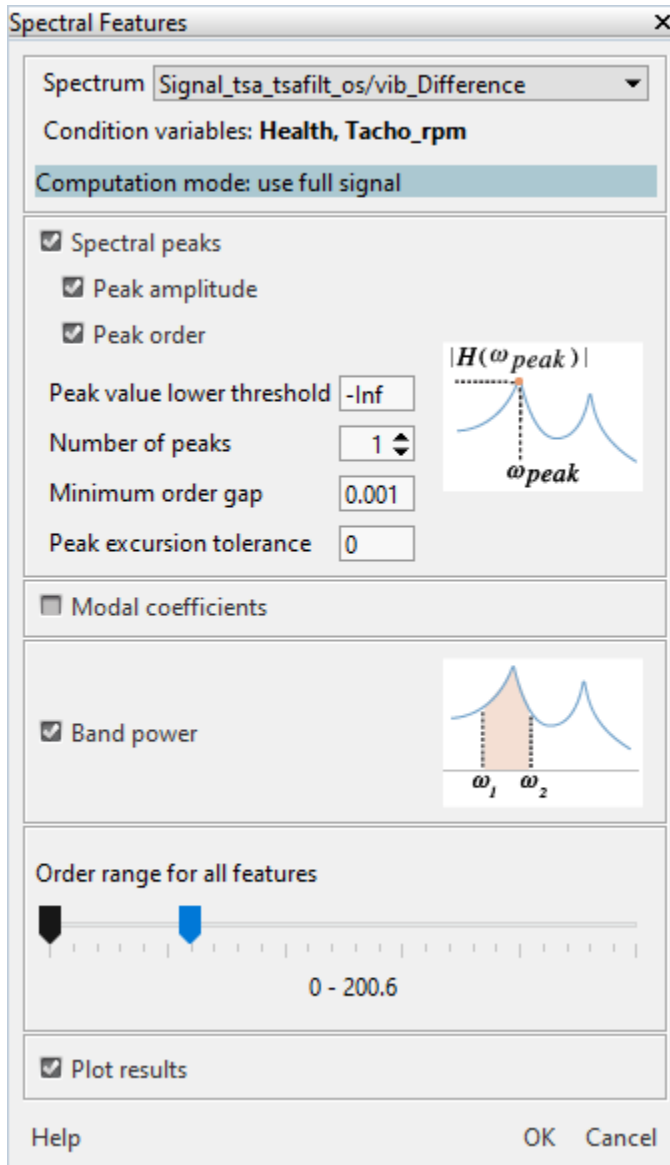 Spectral Features
Spectrum Signal_tsa_tsafilt_os/vib_Difference
Condition variables: Health, Tacho_rpm
Computation mode: use full signal
Spectral peaks
Peak amplitude
Peak order
|H(ωpeak)|
Peak value lower threshold -Inf
Number of peaks 1
ωpeak
Minimum order gap 0.001
Peak excursion tolerance 0
Modal coefficients
Band power
ω1 ω2
Order range for all features
0 - 200.6
Plot results
Help OK Cancel